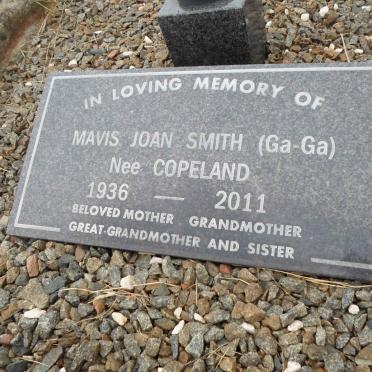 IN LOVING MEMORY OF
MAVIS JOAN SMITH (Ga-Ga)
Nee COPELAND
1936 — 2011
BELOVED MOTHER GRANDMOTHER
GREAT-GRANDMOTHER AND SISTER